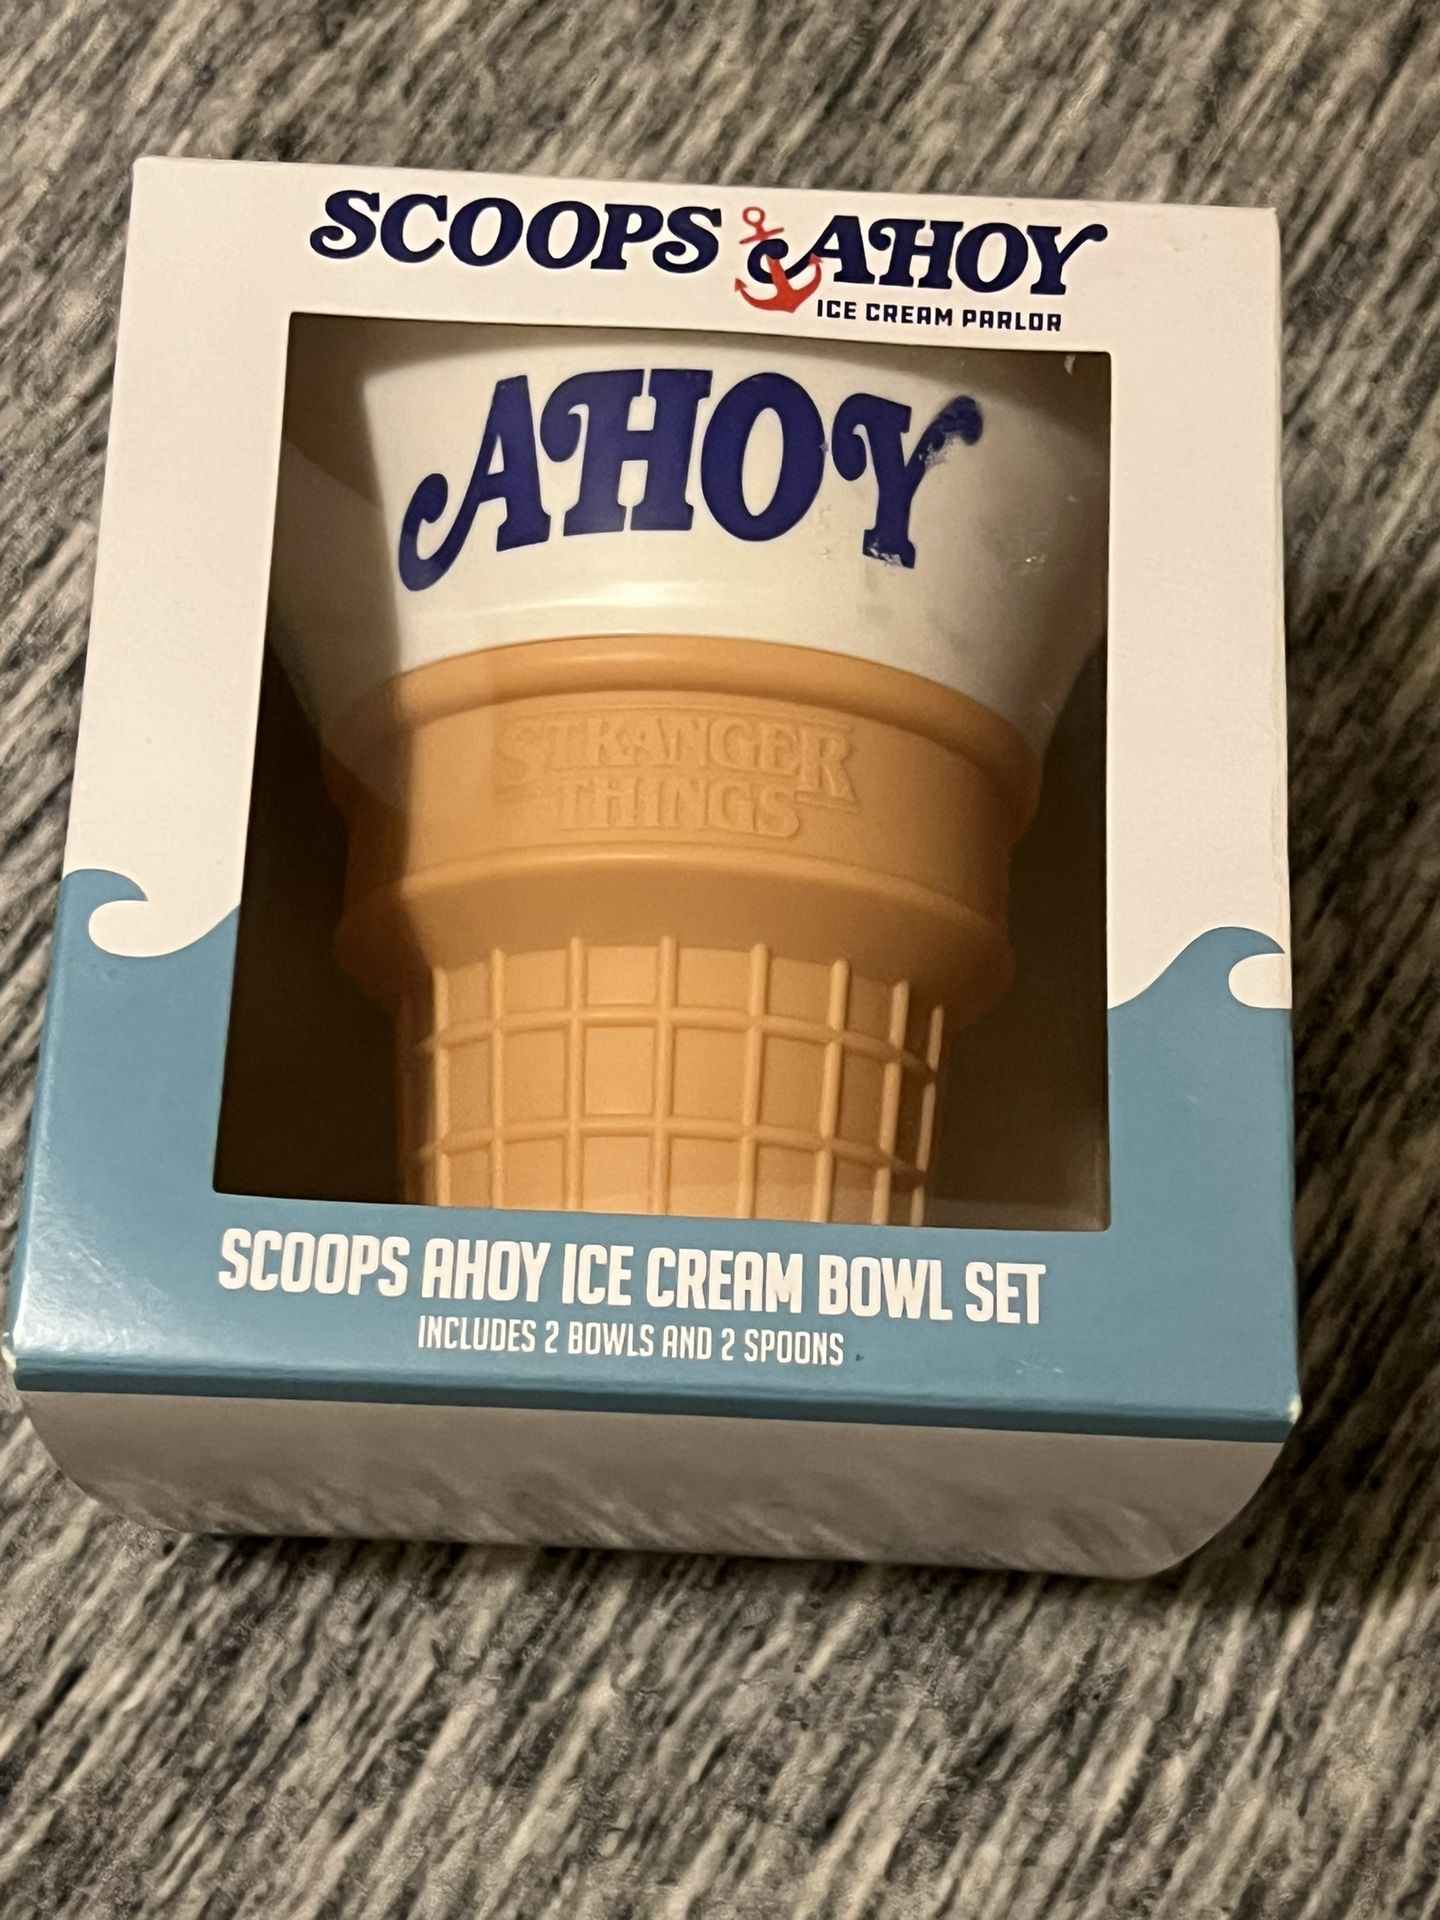 SCOOPS AHOY
ICE CREAM PARLOR
AHOY
STRANGER
THINGS
SCOOPS AHOY ICE CREAM BOWL SET
INCLUDES 2 BOWLS AND 2 SPOONS